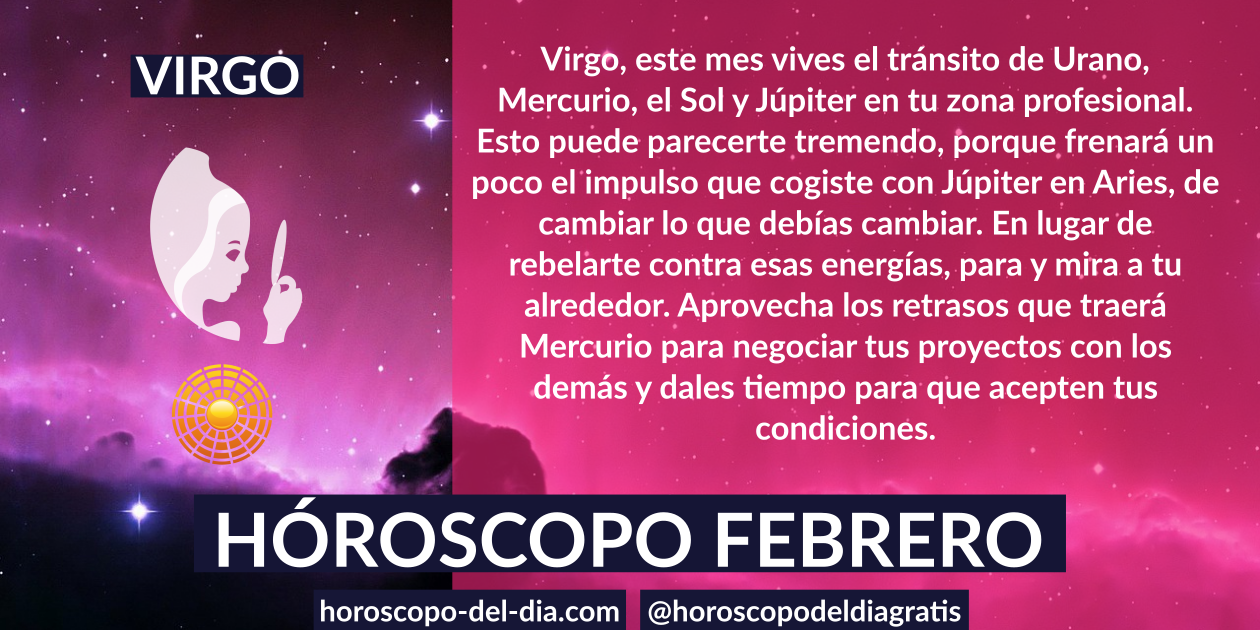 VIRGO
Virgo, este mes vives el tránsito de Urano,
Mercurio, el Sol y Júpiter en tu zona profesional.
Esto puede parecerte tremendo, porque frenará un
poco el impulso que cogiste con Júpiter en Aries, de
cambiar lo que debías cambiar. En lugar de
rebelarte contra esas energías, para y mira a tu
alrededor. Aprovecha los retrasos que traerá
Mercurio para negociar tus proyectos con los
demás y dales tiempo para que acepten tus
condiciones.
HÓROSCOPO FEBRERO
horoscopo-del-dia.com
@horoscopodeldiagratis